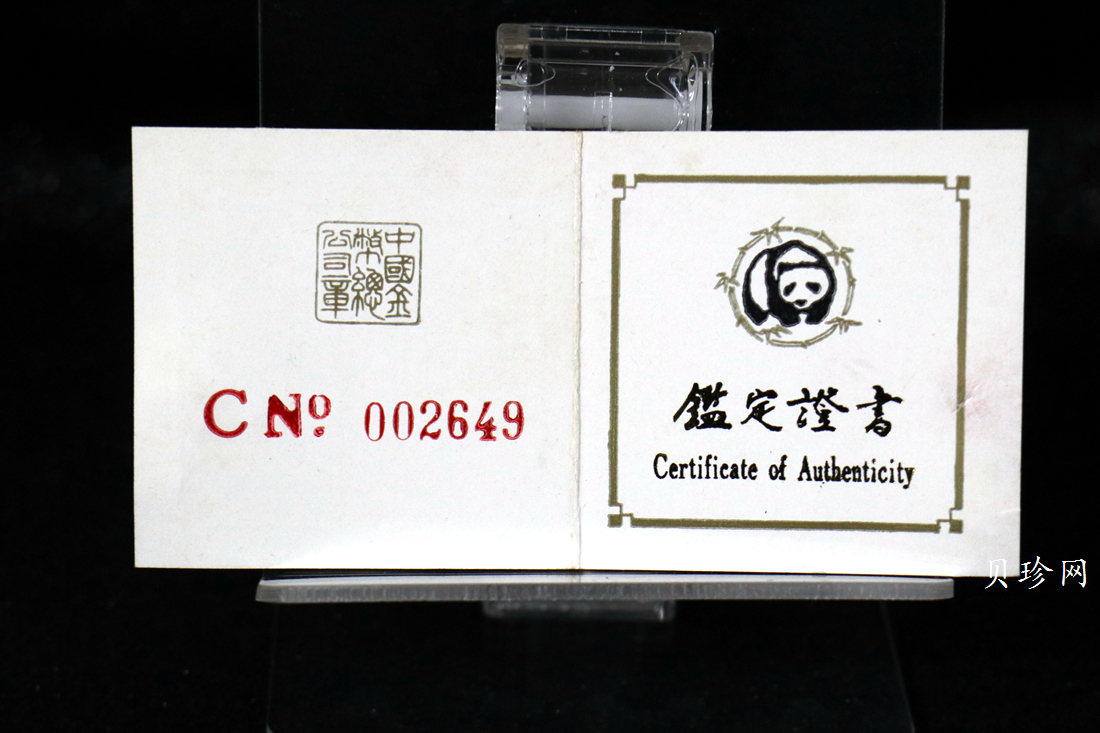 中國金
幣總
公司章
C No 002649
鑑定證書
Certificate of Authenticity
贝珍网